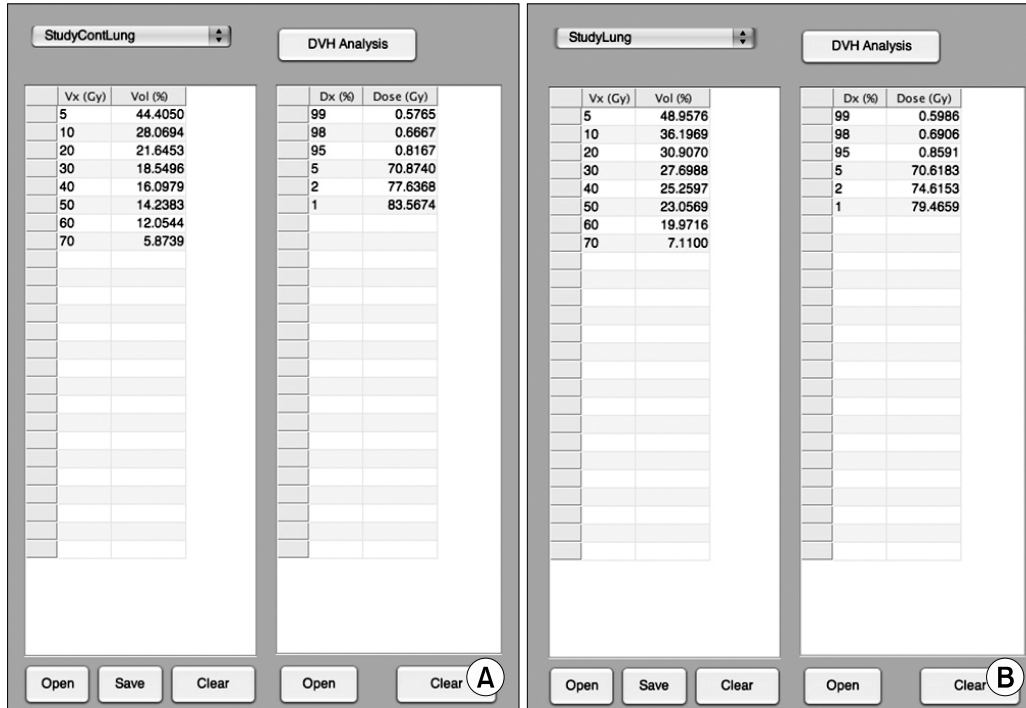 StudyContLung
DVH Analysis
Vx (Gy) Vol (%)
5 44.4050
10 28.0694
20 21.6453
30 18.5496
40 16.0979
50 14.2383
60 12.0544
70 5.8739
Dx (%) Dose (Gy)
99 0.5765
98 0.6667
95 0.8167
5 70.8740
2 77.6368
1 83.5674
Open Save Clear
Open Clear
A
StudyLung
DVH Analysis
Vx (Gy) Vol (%)
5 48.9576
10 36.1969
20 30.9070
30 27.6988
40 25.2597
50 23.0569
60 19.9716
70 7.1100
Dx (%) Dose (Gy)
99 0.5986
98 0.6906
95 0.8591
5 70.6183
2 74.6153
1 79.4659
Open Save Clear
Open Clear
B